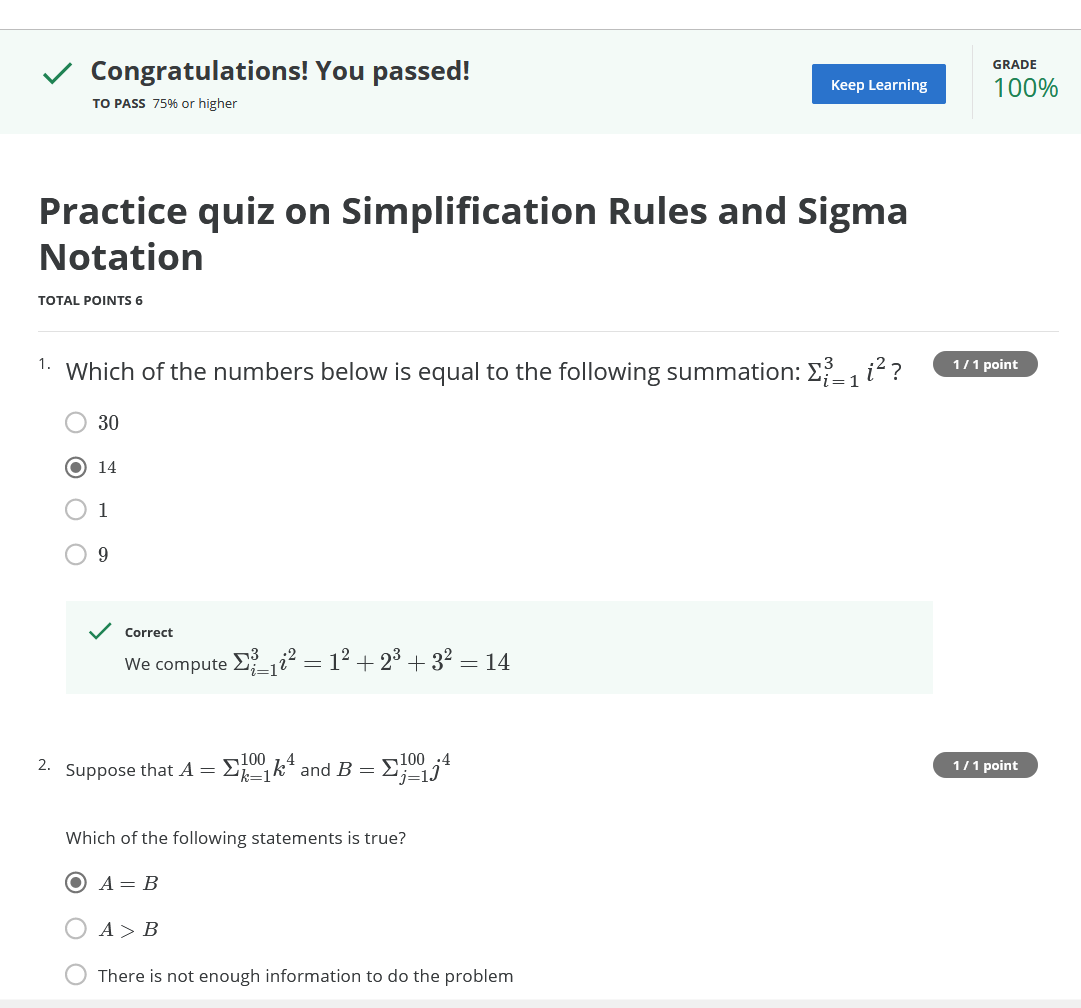 Congratulations! You passed!
TO PASS 75% or higher
Keep Learning
GRADE
100%
Practice quiz on Simplification Rules and Sigma
Notation
TOTAL POINTS 6
1. Which of the numbers below is equal to the following summation: $\Sigma_{i=1}^{3} i^2$?
1 / 1 point
30
14
1
9
Correct
We compute $\Sigma_{i=1}^{3} i^2 = 1^2 + 2^3 + 3^2 = 14$
2. Suppose that $A = \Sigma_{k=1}^{100} k^4$ and $B = \Sigma_{j=1}^{100} j^4$
1 / 1 point
Which of the following statements is true?
$A = B$
$A > B$
There is not enough information to do the problem